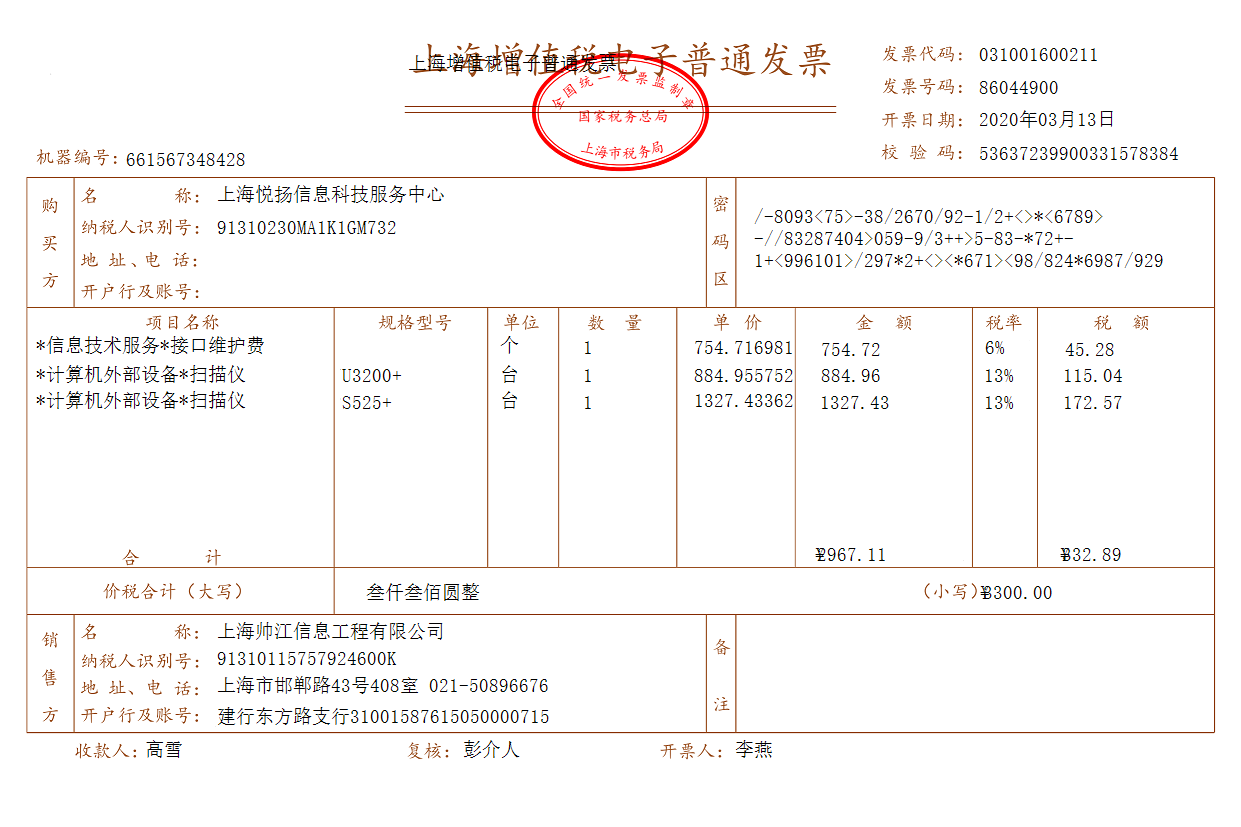 上海增值税电子普通发票
上海增值税电子普通发票
全国统一发票监制章
国家税务总局
上海市税务局
发票代码： 031001600211
发票号码： 86044900
开票日期： 2020年03月13日
校 验 码： 53637239900331578384
机器编号：661567348428
购买方
名 称： 上海悦扬信息科技服务中心
纳税人识别号： 91310230MA1K1GM732
地 址、电 话：
开户行及账号：
密码区
/-8093<75>-38/2670/92-1/2+<>*<6789>
-//83287404>059-9/3++>5-83-*72+-
1+<996101>/297*2+<><*671><98/824*6987/929
项目名称 规格型号 单位 数 量 单 价 金 额 税率 税 额
*信息技术服务*接口维护费 个 1 754.716981 754.72 6% 45.28
*计算机外部设备*扫描仪 U3200+ 台 1 884.955752 884.96 13% 115.04
*计算机外部设备*扫描仪 S525+ 台 1 1327.43362 1327.43 13% 172.57
合 计 ¥2967.11 ¥332.89
价税合计（大写） 叁仟叁佰圆整 （小写）¥3300.00
销售方
名 称： 上海帅江信息工程有限公司
纳税人识别号： 91310115757924600K
地 址、电 话： 上海市邯郸路43号408室 021-50896676
开户行及账号： 建行东方路支行31001587615050000715
备注
收款人：高雪 复核： 彭介人 开票人： 李燕